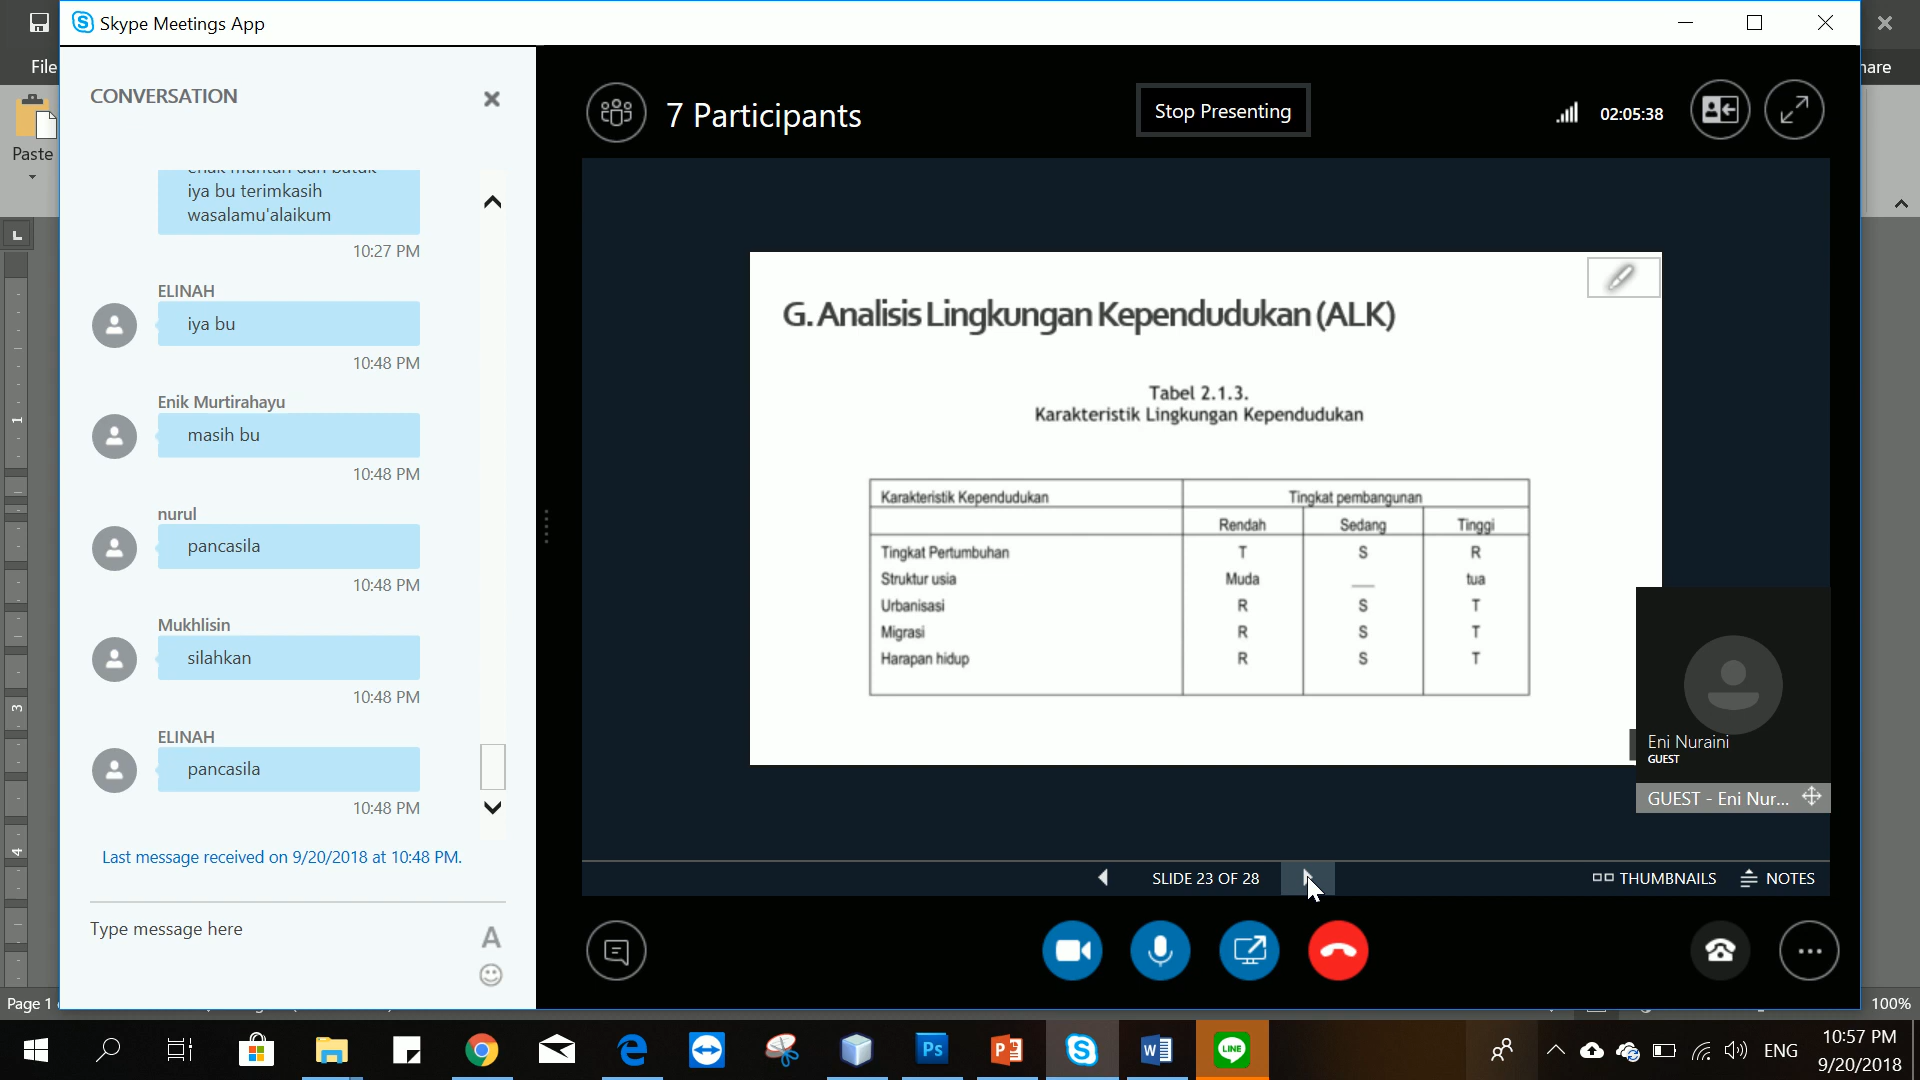 Skype Meetings App
File
hare
Paste
CONVERSATION
iya bu terimkasih
wasalamu'alaikum
10:27 PM
ELINAH
iya bu
10:48 PM
Enik Murtirahayu
masih bu
10:48 PM
nurul
pancasila
10:48 PM
Mukhlisin
silahkan
10:48 PM
ELINAH
pancasila
10:48 PM
Last message received on 9/20/2018 at 10:48 PM.
Type message here
A
7 Participants
Stop Presenting
02:05:38
G. Analisis Lingkungan Kependudukan (ALK)
Tabel 2.1.3.
Karakteristik Lingkungan Kependudukan
Karakteristik Kependudukan Tingkat pembangunan
Rendah Sedang Tinggi
Tingkat Pertumbuhan T S R
Struktur usia Muda __ tua
Urbanisasi R S T
Migrasi R S T
Harapan hidup R S T
Eni Nuraini
GUEST
GUEST - Eni Nur...
SLIDE 23 OF 28
THUMBNAILS
NOTES
1
3
4
L
Page 1
100%
Ps
LINE
ENG
10:57 PM
9/20/2018